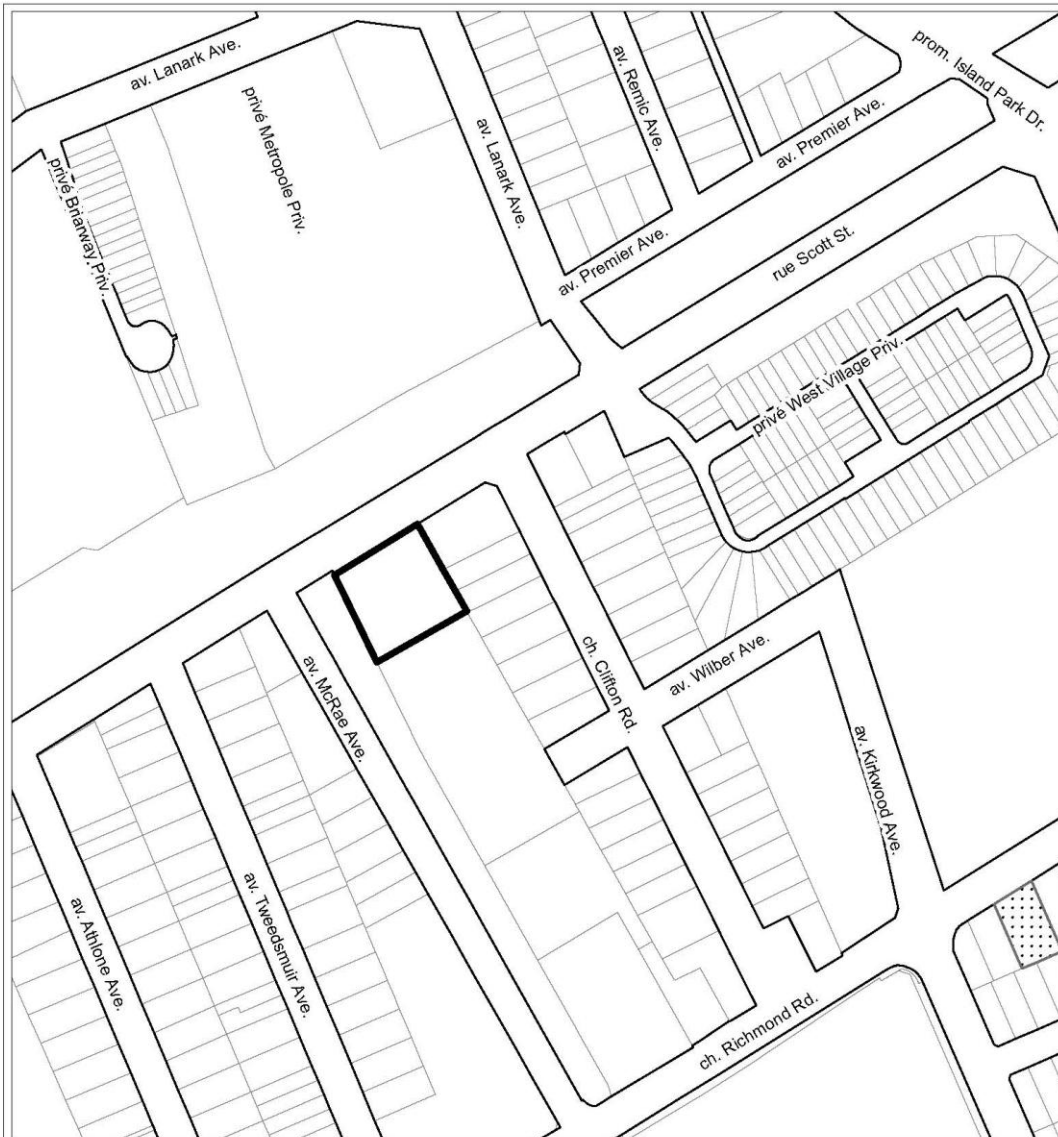 av. Lanark Ave.
privé Metropole Priv.
privé Briarway Priv.
av. Lanark Ave.
av. Remic Ave.
prom. Island Park Dr.
av. Premier Ave.
av. Premier Ave.
rue Scott St.
privé West Village Priv.
av. McRae Ave.
ch. Clifton Rd.
av. Wilber Ave.
av. Kirkwood Ave.
av. Athlone Ave.
av. Tweedsmuir Ave.
ch. Richmond Rd.